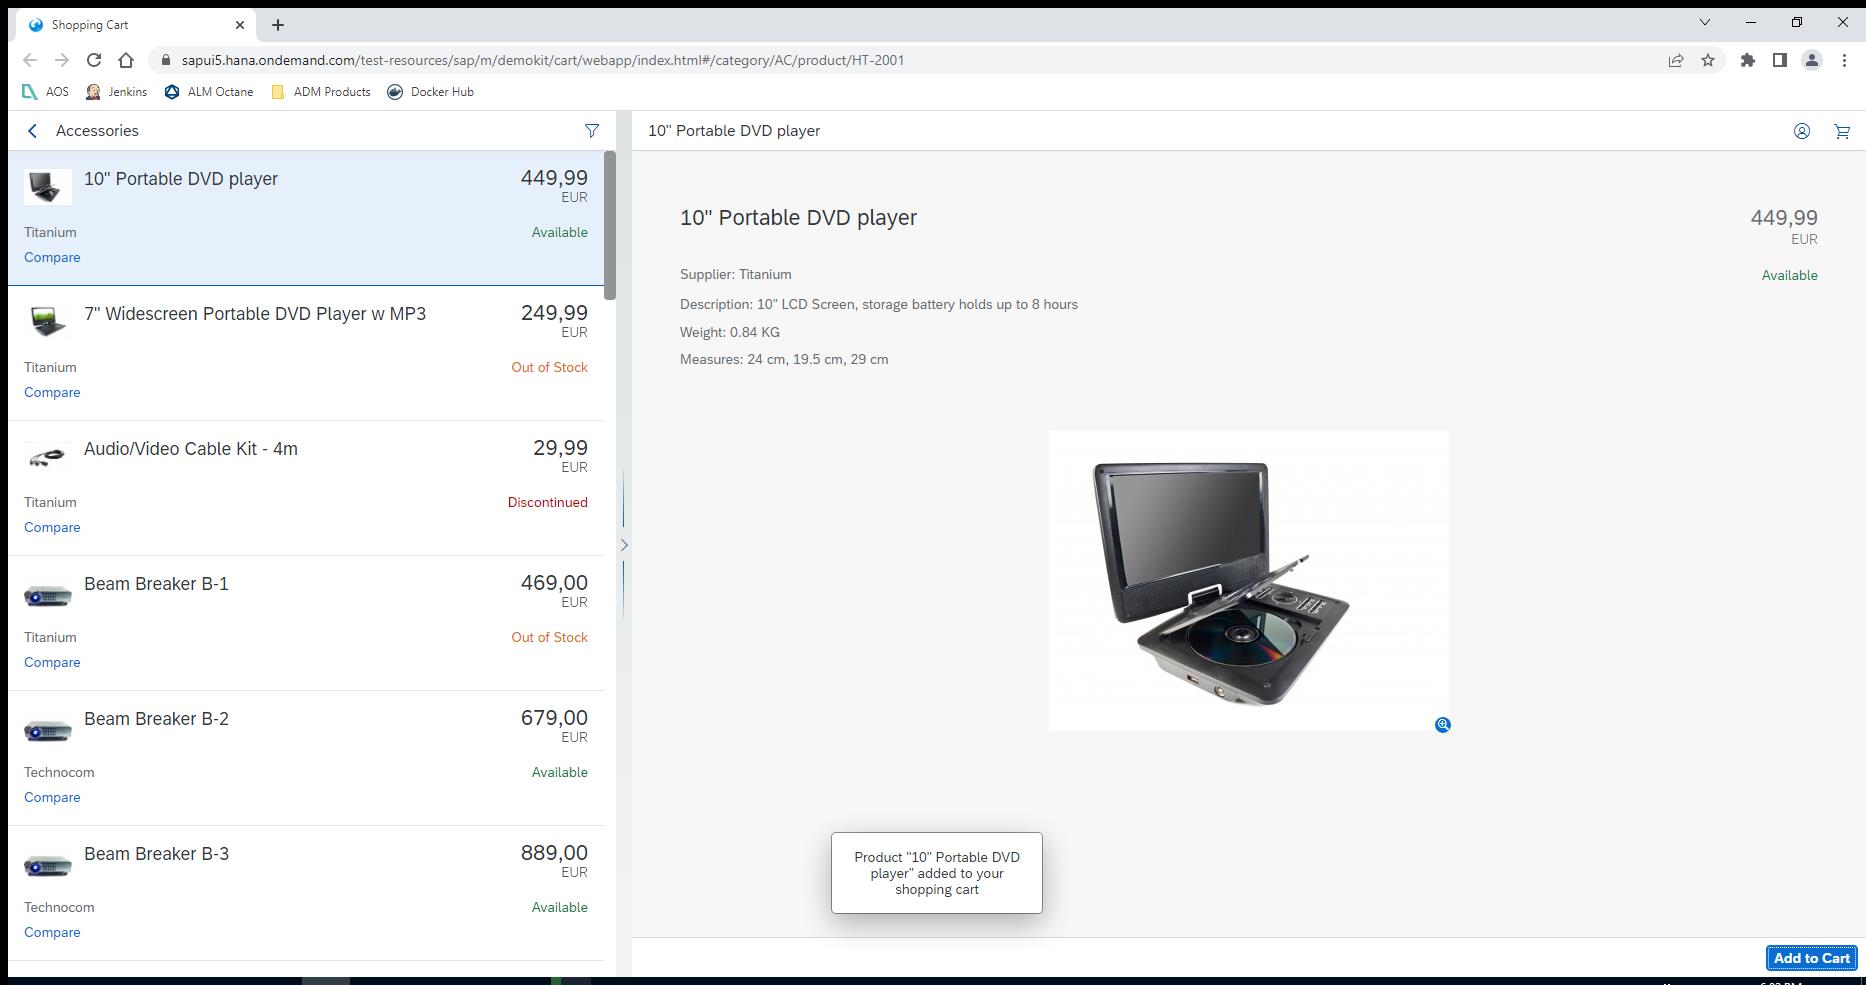 Shopping Cart
sapui5.hana.ondemand.com/test-resources/sap/m/demokit/cart/webapp/index.html#/category/AC/product/HT-2001
AOS Jenkins ALM Octane ADM Products Docker Hub
Accessories
10" Portable DVD player 449,99
EUR
Titanium Available
Compare
7" Widescreen Portable DVD Player w MP3 249,99
EUR
Titanium Out of Stock
Compare
Audio/Video Cable Kit - 4m 29,99
EUR
Titanium Discontinued
Compare
Beam Breaker B-1 469,00
EUR
Titanium Out of Stock
Compare
Beam Breaker B-2 679,00
EUR
Technocom Available
Compare
Beam Breaker B-3 889,00
EUR
Technocom Available
Compare
10" Portable DVD player
10" Portable DVD player 449,99
EUR
Supplier: Titanium Available
Description: 10" LCD Screen, storage battery holds up to 8 hours
Weight: 0.84 KG
Measures: 24 cm, 19.5 cm, 29 cm
Product "10" Portable DVD
player" added to your
shopping cart
Add to Cart